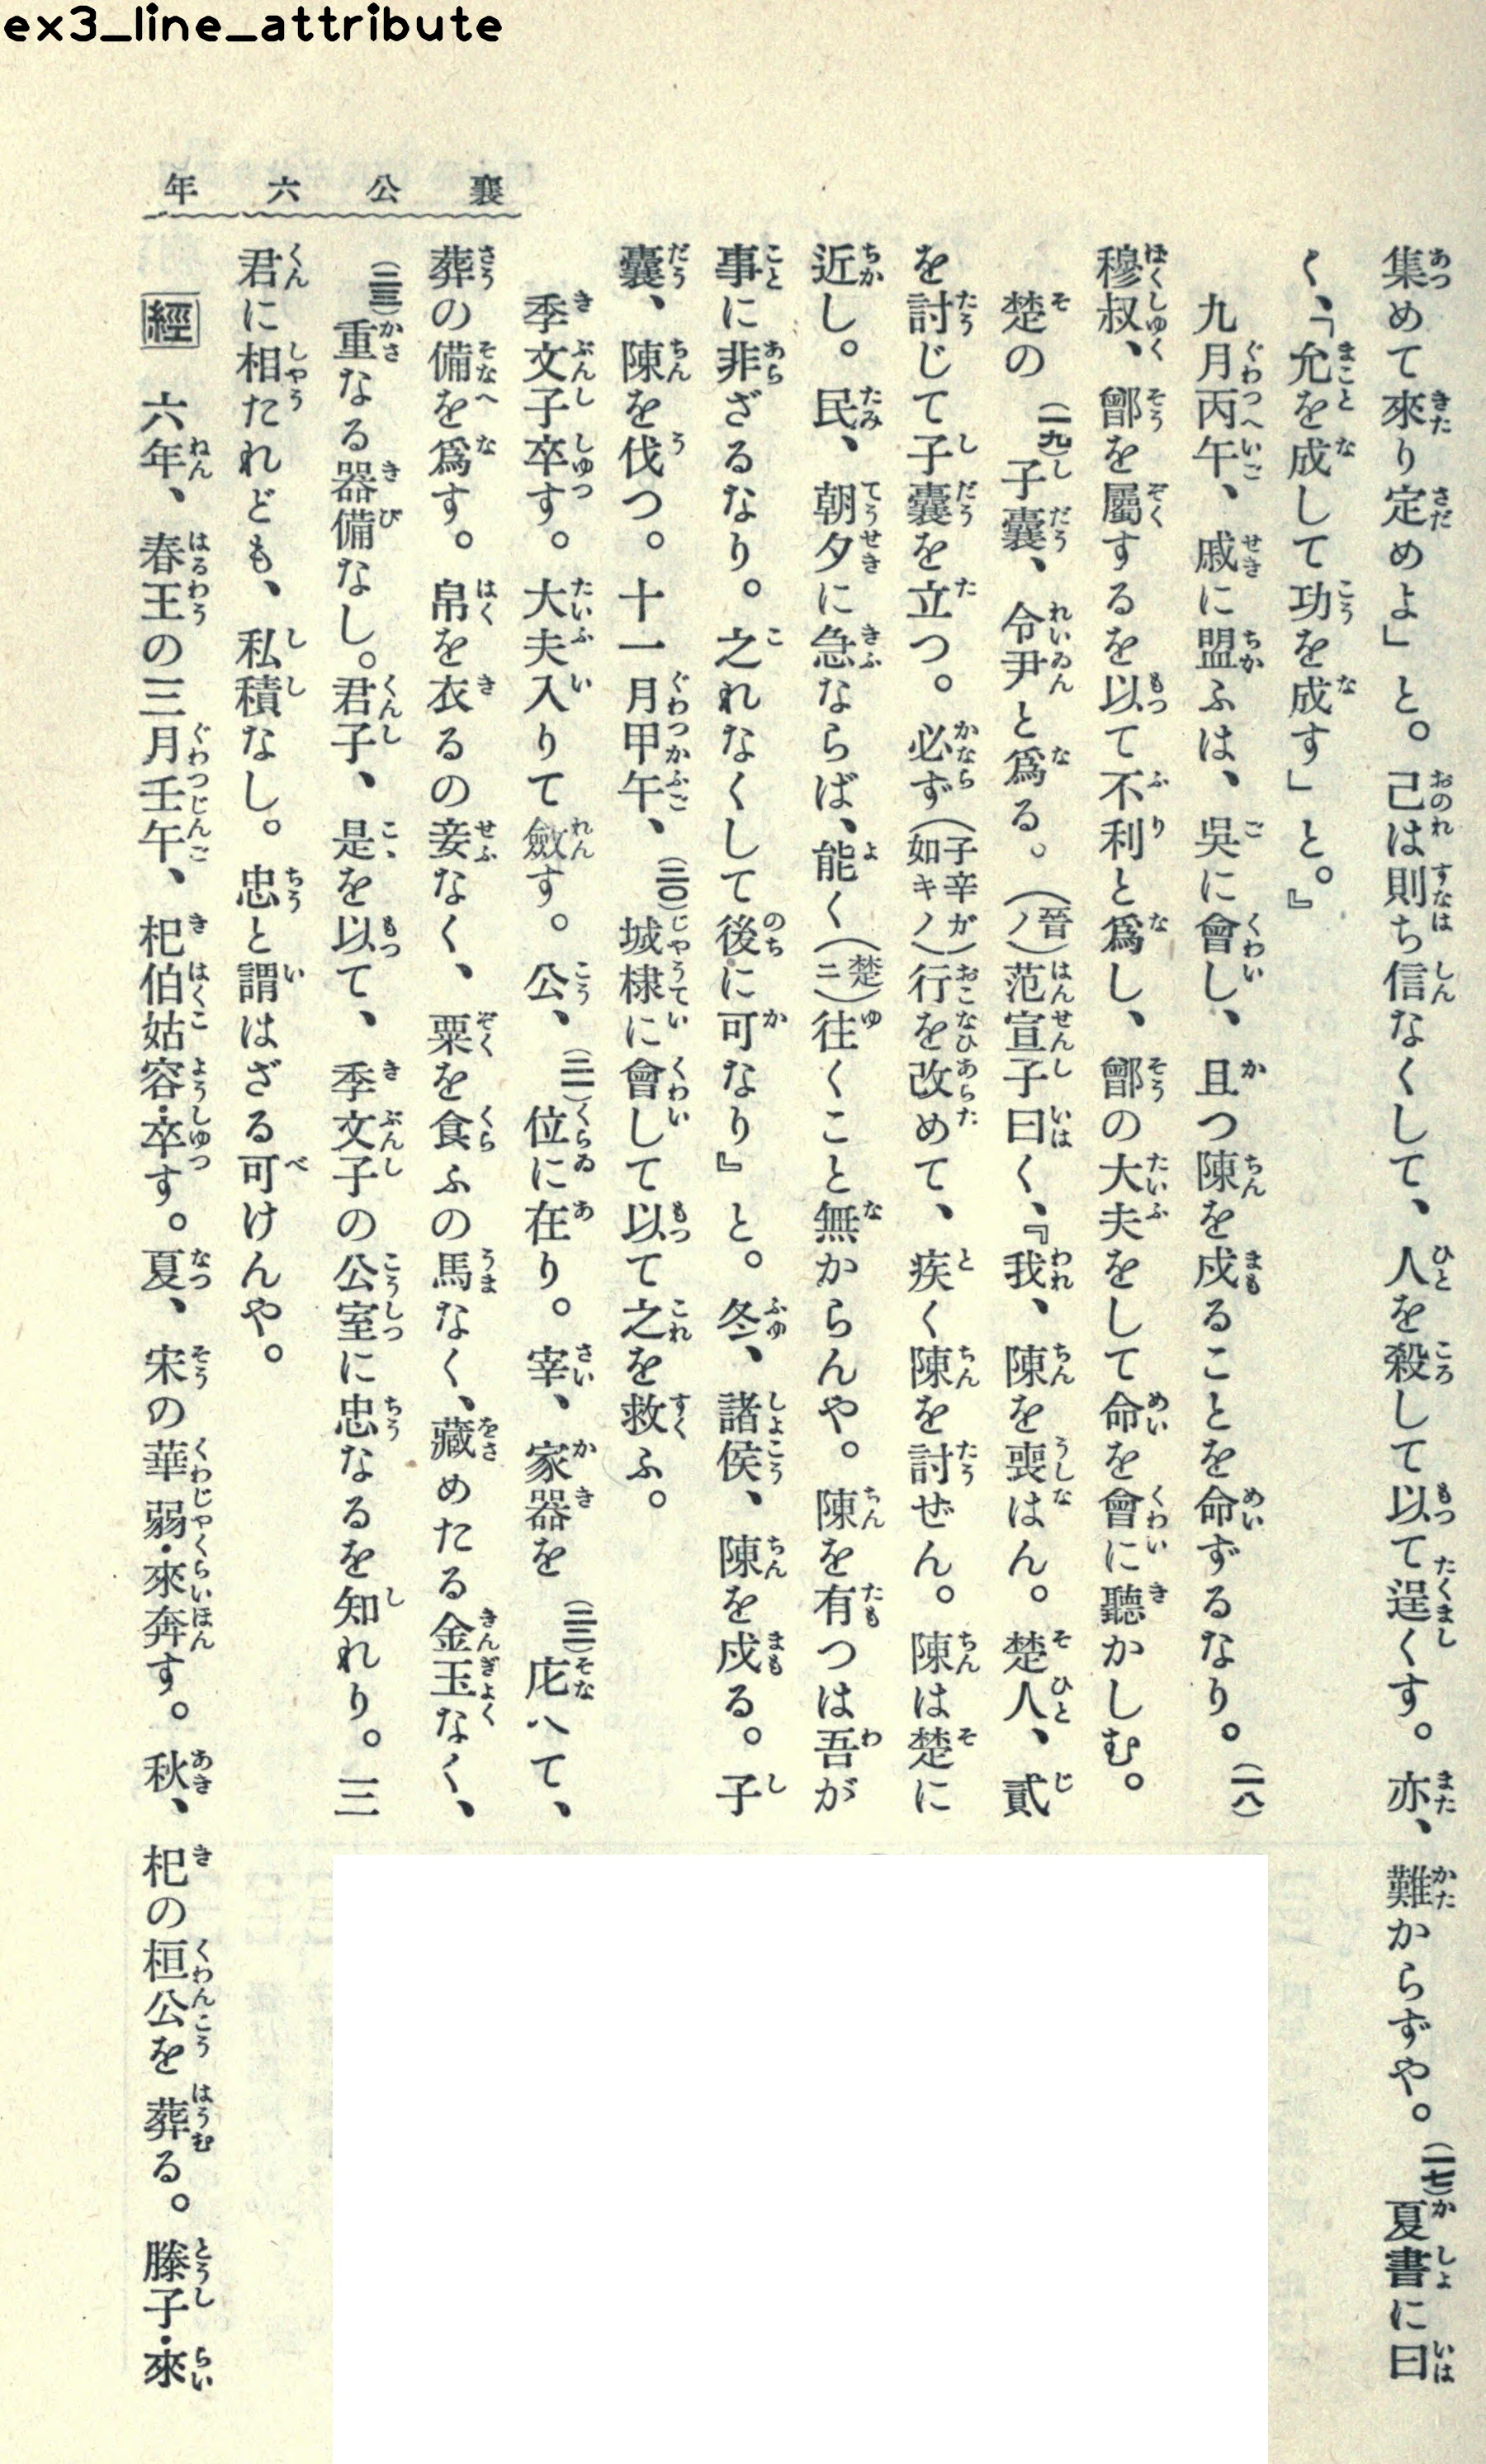 ex3_line_attribute
襄公六年
集めて來り定めよ」と。己は則ち信なくして、人を殺して以て逞くす。亦、難からずや。(一七)夏書に曰
く、「允を成して功を成す」と。』
九月丙午、戚に盟ふは、吳に會し、且つ陳を戍ることを命ずるなり。(一八)
穆叔、鄫を屬するを以て不利と爲し、鄫の大夫をして命を會に聽かしむ。
楚の(一九)子囊、令尹と爲る。(晉ノ)范宣子曰く、『我、陳を喪はん。楚人、貳
を討じて子囊を立つ。必ず(子辛ガ如キノ)行を改めて、疾く陳を討ぜん。陳は楚に
近し。民、朝夕に急ならば、能く(楚ニ)往くこと無からんや。陳を有つは吾が
事に非ざるなり。之れなくして後に可なり』と。冬、諸侯、陳を戍る。子
囊、陳を伐つ。十一月甲午、(二〇)城棣に會して以て之を救ふ。
季文子卒す。大夫入りて斂す。公、(二一)位に在り。宰、家器を(二二)庀へて、
葬の備を爲す。帛を衣るの妾なく、粟を食ふの馬なく、藏めたる金玉なく、
(二三)重なる器備なし。君子、是を以て、季文子の公室に忠なるを知れり。三
君に相たれども、私積なし。忠と謂はざる可けんや。
經 六年、春王の三月壬午、杞伯姑容・卒す。夏、宋の華弱・來奔す。秋、杞の桓公を葬る。滕子・來